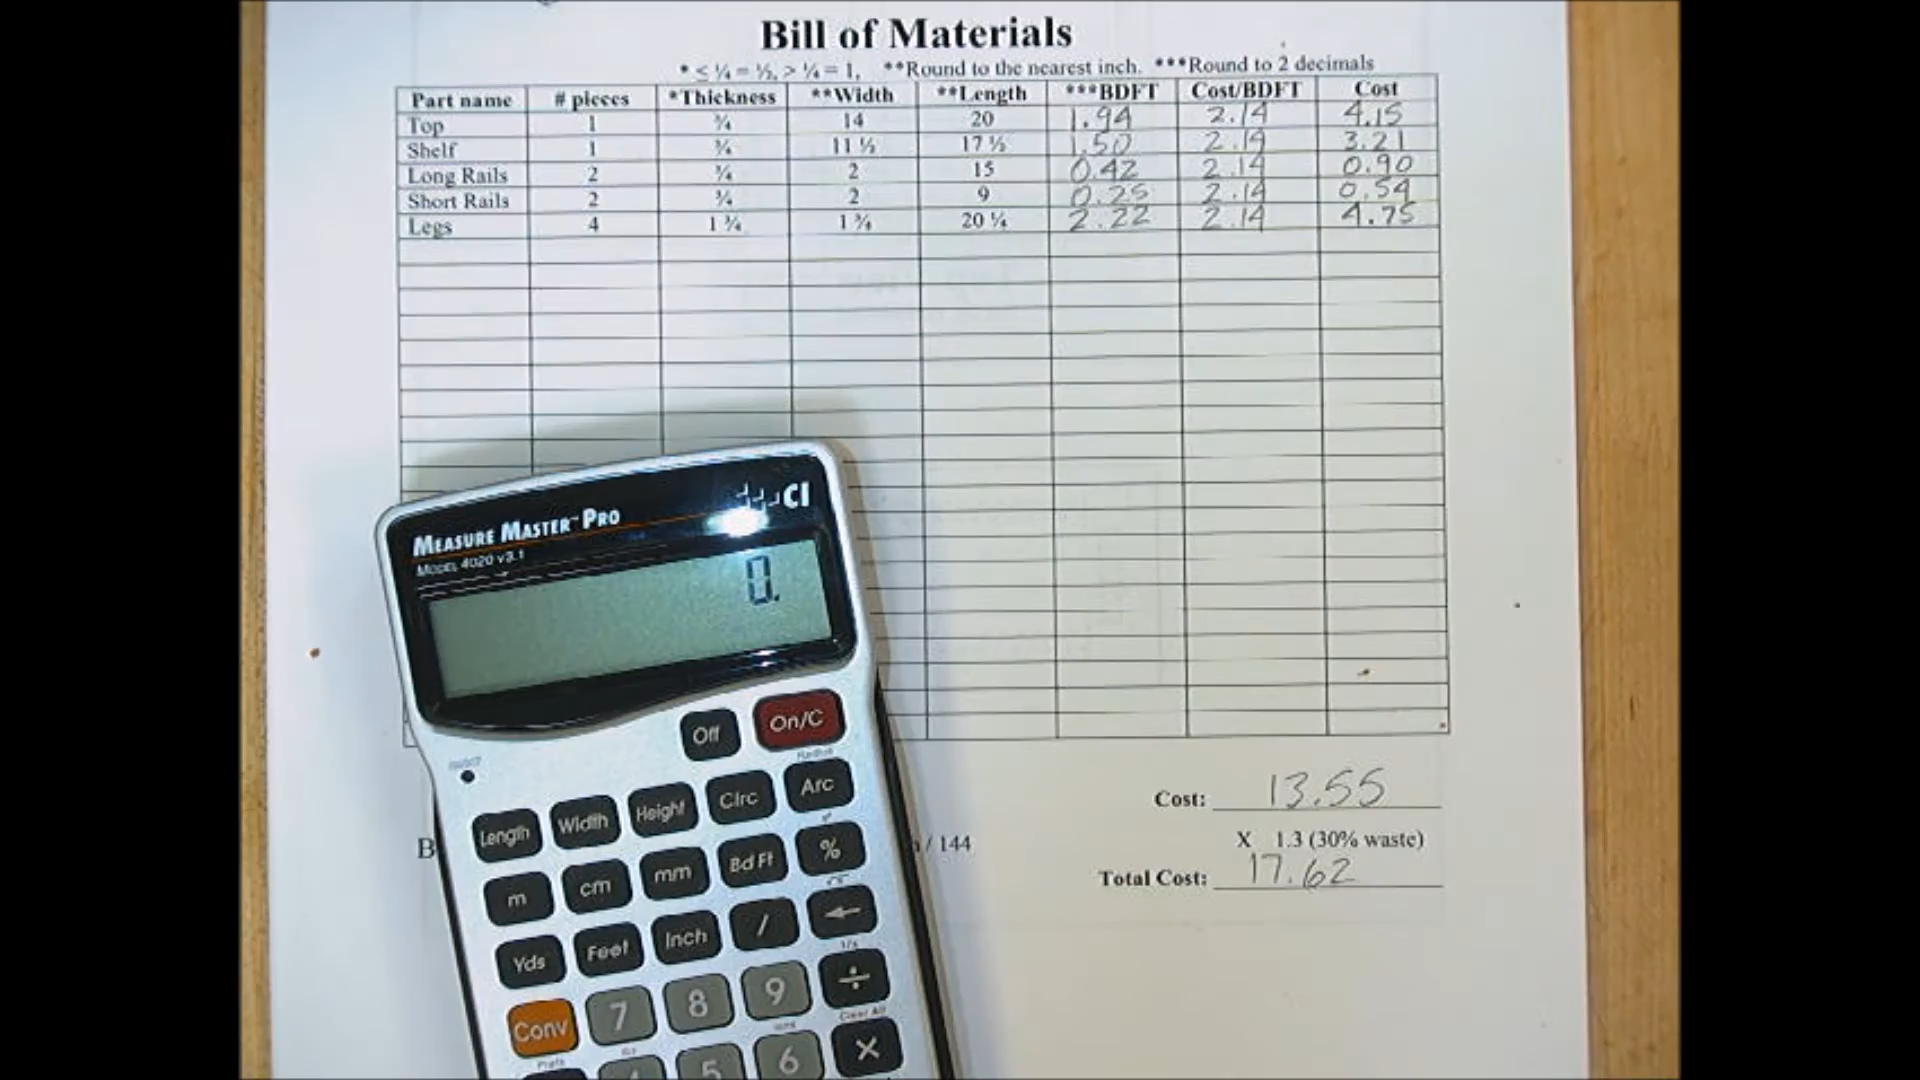 Bill of Materials
* ≤ ¼ = ½, > ¼ = 1, **Round to the nearest inch. ***Round to 2 decimals
Part name # pieces *Thickness **Width **Length ***BDFT Cost/BDFT Cost
Top 1 ¾ 14 20 1.94 2.14 4.15
Shelf 1 ¾ 11 ½ 17 ½ 1.50 2.14 3.21
Long Rails 2 ¾ 2 15 0.42 2.14 0.90
Short Rails 2 ¾ 2 9 0.25 2.14 0.54
Legs 4 1 ¾ 1 ¾ 20 ¼ 2.22 2.14 4.75
CI
MEASURE MASTER™ PRO
MODEL 4020 v3.1
0.
Off On/C
Radius
Length Width Height Circ Arc
m cm mm Bd Ft %
Yds Feet Inch / ←
1/x
Conv 7 8 9 ÷
Clear All
5 6 X
Cost: 13.55
X 1.3 (30% waste)
Total Cost: 17.62
B
/ 144